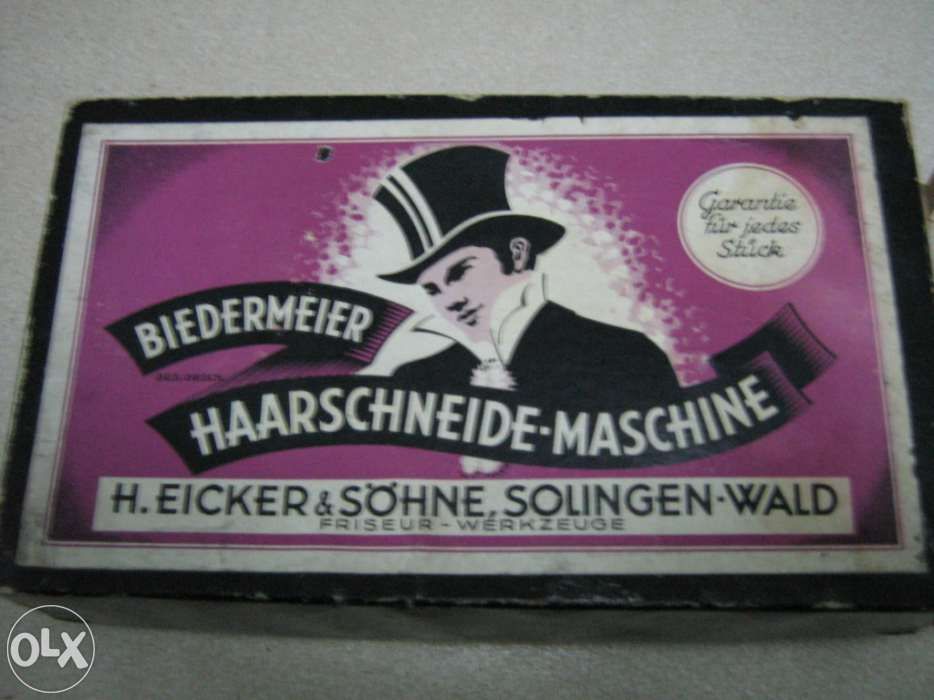 Garantie
für jedes
Stück
BIEDERMEIER
HAARSCHNEIDE-MASCHINE
H. EICKER & SÖHNE, SOLINGEN-WALD
FRISEUR-WERKZEUGE
OLX